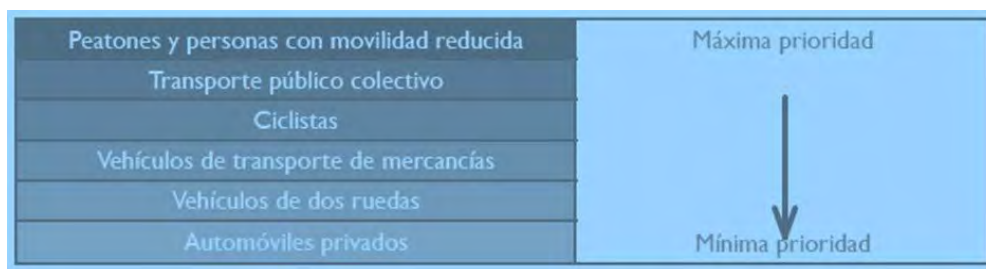 Peatones y personas con movilidad reducida
Máxima prioridad
Transporte público colectivo
Ciclistas
Vehículos de transporte de mercancías
Vehículos de dos ruedas
Automóviles privados
Mínima prioridad